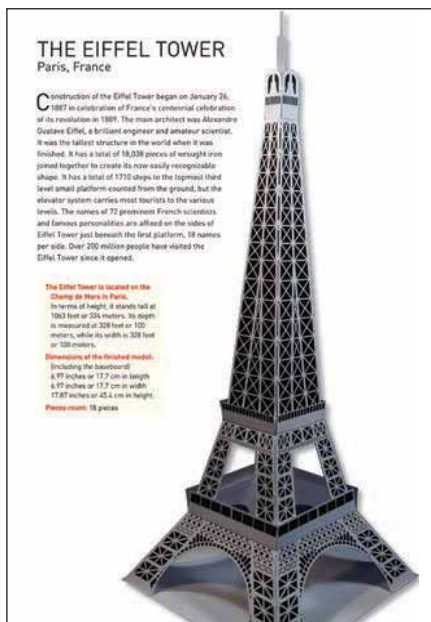 THE EIFFEL TOWER
Paris, France
Construction of the Eiffel Tower began on January 26,
1887 in celebration of France's centennial celebration
of its revolution in 1889. The main architect was Alexandre
Gustave Eiffel, a brilliant engineer and amateur scientist.
It was the tallest structure in the world when it was
finished. It has a total of 18,038 pieces of wrought iron
joined together to create its now easily recognizable
shape. It has a total of 1710 steps to the topmost third
level small platform counted from the ground, but the
elevator system carries most tourists to the various
levels. The names of 72 prominent French scientists
and famous personalities are affixed on the sides of
Eiffel Tower just beneath the first platform, 18 names
per side. Over 200 million people have visited the
Eiffel Tower since it opened.
The Eiffel Tower is located on the
Champ de Mars in Paris.
In terms of height, it stands tall at
1063 feet or 324 meters. Its depth
is measured at 328 feet or 100
meters, while its width is 328 feet
or 100 meters.
Dimensions of the finished model:
(including the baseboard)
6.97 inches or 17.7 cm in length
6.97 inches or 17.7 cm in width
17.87 inches or 45.4 cm in height.
Pieces count: 18 pieces